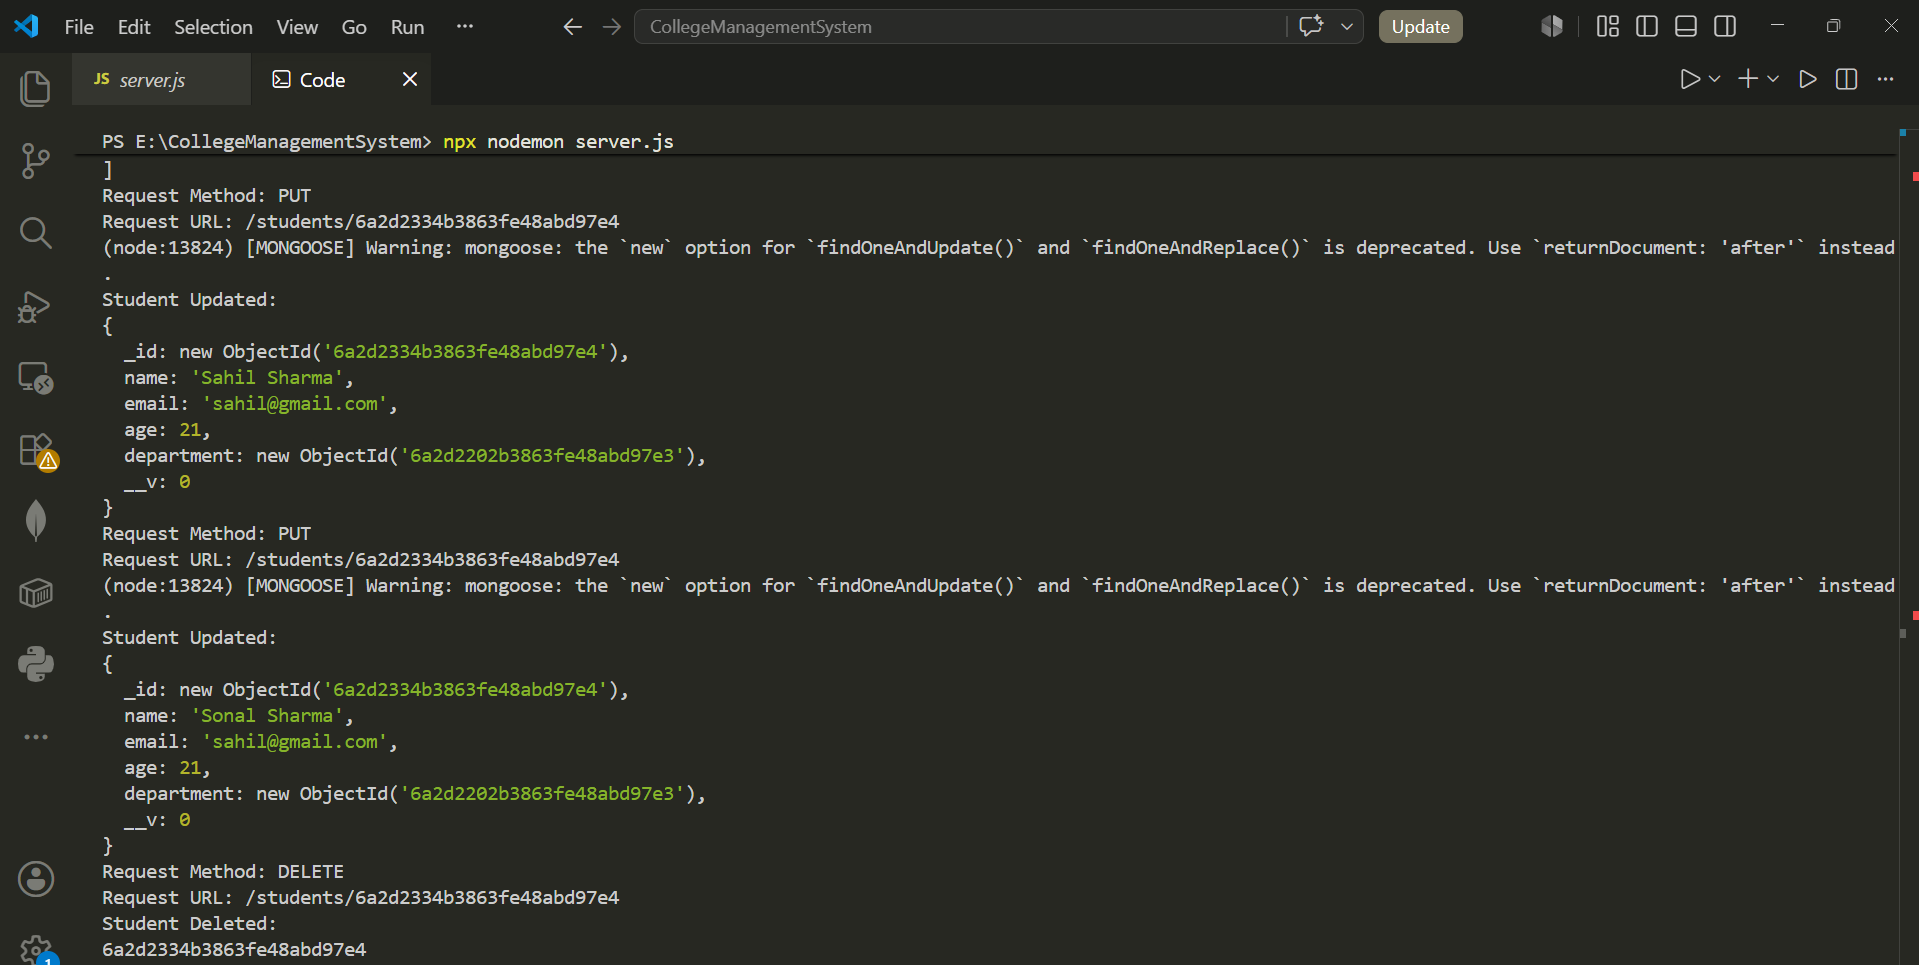 File Edit Selection View Go Run ··· CollegeManagementSystem Update
JS server.js Code
PS E:\CollegeManagementSystem> npx nodemon server.js
]
Request Method: PUT
Request URL: /students/6a2d2334b3863fe48abd97e4
(node:13824) [MONGOOSE] Warning: mongoose: the `new` option for `findOneAndUpdate()` and `findOneAndReplace()` is deprecated. Use `returnDocument: 'after'` instead
.
Student Updated:
{
  _id: new ObjectId('6a2d2334b3863fe48abd97e4'),
  name: 'Sahil Sharma',
  email: 'sahil@gmail.com',
  age: 21,
  department: new ObjectId('6a2d2202b3863fe48abd97e3'),
  __v: 0
}
Request Method: PUT
Request URL: /students/6a2d2334b3863fe48abd97e4
(node:13824) [MONGOOSE] Warning: mongoose: the `new` option for `findOneAndUpdate()` and `findOneAndReplace()` is deprecated. Use `returnDocument: 'after'` instead
.
Student Updated:
{
  _id: new ObjectId('6a2d2334b3863fe48abd97e4'),
  name: 'Sonal Sharma',
  email: 'sahil@gmail.com',
  age: 21,
  department: new ObjectId('6a2d2202b3863fe48abd97e3'),
  __v: 0
}
Request Method: DELETE
Request URL: /students/6a2d2334b3863fe48abd97e4
Student Deleted:
6a2d2334b3863fe48abd97e4
1